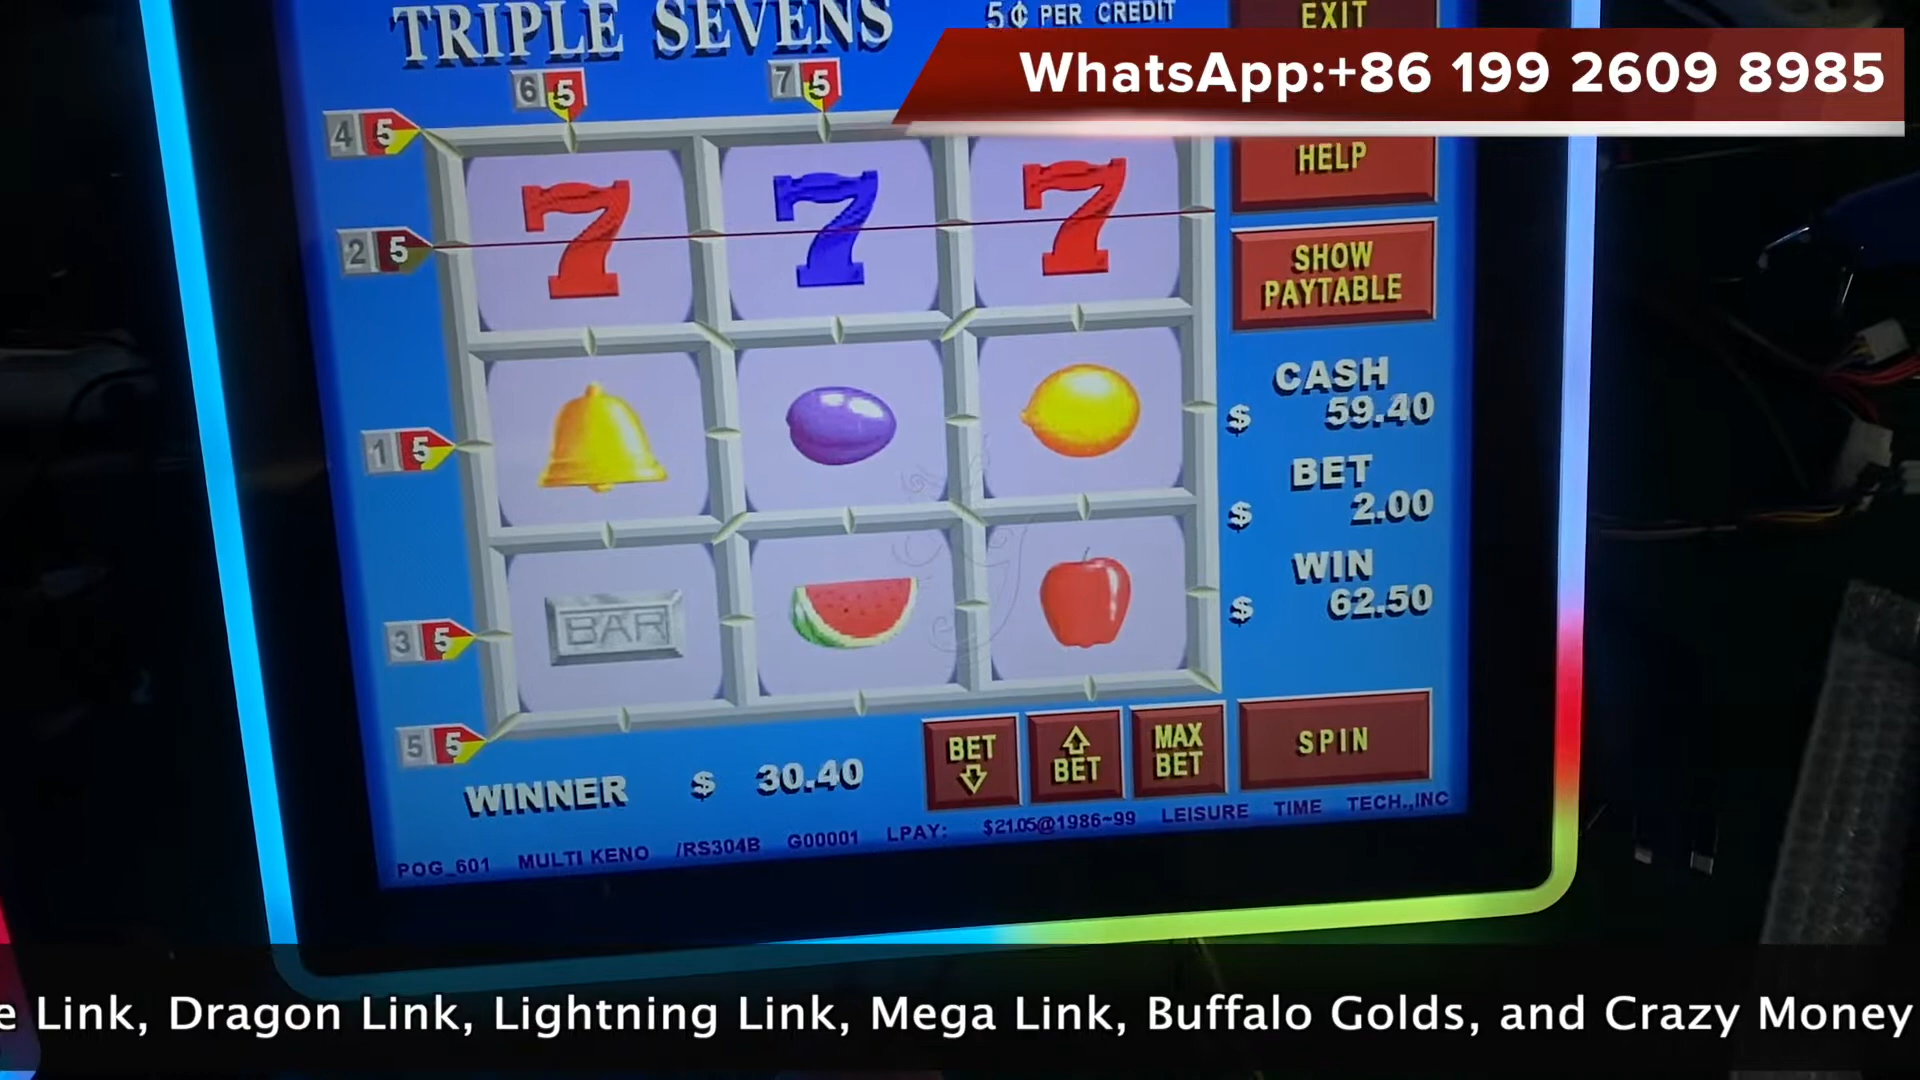 TRIPLE SEVENS
5¢ PER CREDIT
EXIT
WhatsApp:+86 199 2609 8985
6 5
7 5
4 5
HELP
2 5
SHOW
PAYTABLE
CASH
$ 59.40
1 5
BET
$ 2.00
WIN
$ 62.50
BAR
3 5
5 5
WINNER $ 30.40
BET
BET
MAX
BET
SPIN
POG_601 MULTI KENO /RS304B G00001 LPAY: $21.05@1986~99 LEISURE TIME TECH.,INC
e Link, Dragon Link, Lightning Link, Mega Link, Buffalo Golds, and Crazy Money